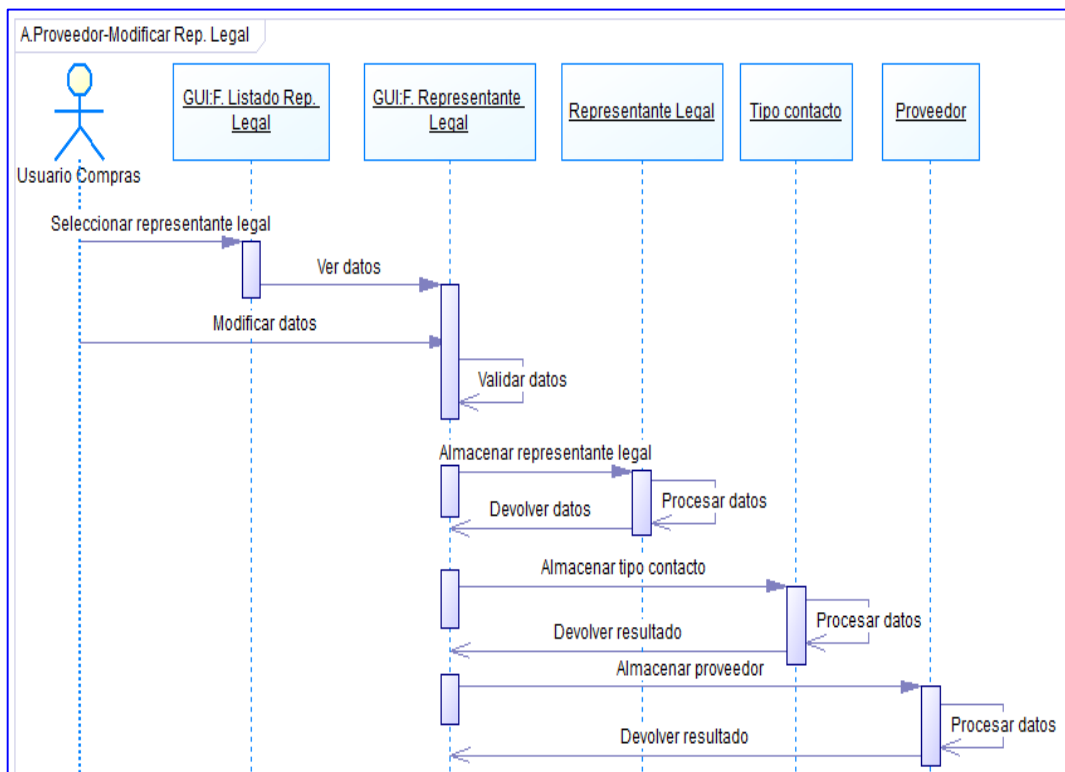 A.Proveedor-Modificar Rep. Legal
GUI:F. Listado Rep.
Legal
GUI:F. Representante
Legal
Representante Legal
Tipo contacto
Proveedor
Usuario Compras
Seleccionar representante legal
Ver datos
Modificar datos
Validar datos
Almacenar representante legal
Procesar datos
Devolver datos
Almacenar tipo contacto
Procesar datos
Devolver resultado
Almacenar proveedor
Procesar datos
Devolver resultado